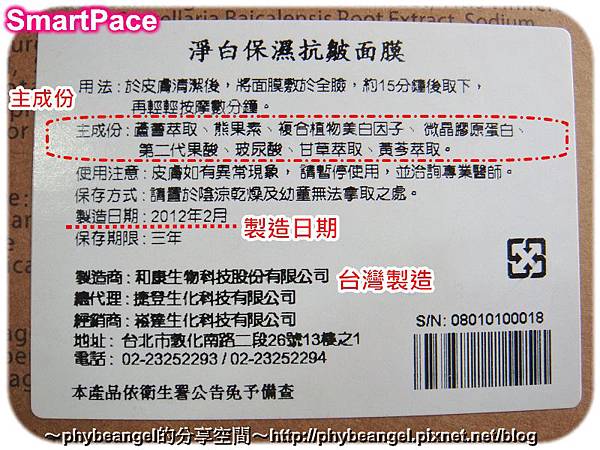 SmartPace
Scutellaria Baicalensis Root Extract, Sodium
淨白保濕抗皺面膜
用法：於皮膚清潔後，將面膜敷於全臉，約15分鐘後取下，
再輕輕按摩數分鐘。
主成份
主成份：蘆薈萃取、熊果素、複合植物美白因子、微晶膠原蛋白、
第二代果酸、玻尿酸、甘草萃取、黃芩萃取。
使用注意：皮膚如有異常現象，請暫停使用，並洽詢專業醫師。
保存方式：請置於陰涼乾燥及幼童無法拿取之處。
製造日期：2012年2月
製造日期
保存期限：三年
製造商：和康生物科技股份有限公司
台灣製造
總代理：捷登生化科技有限公司
經銷商：崧達生化科技有限公司
地址：台北市敦化南路二段26號13樓之1
電話：02-23252293 / 02-23252294
S/N: 08010100018
本產品依衛生署公告免予備查
～phybeangel的分享空間～http://phybeangel.pixnet.net/blog